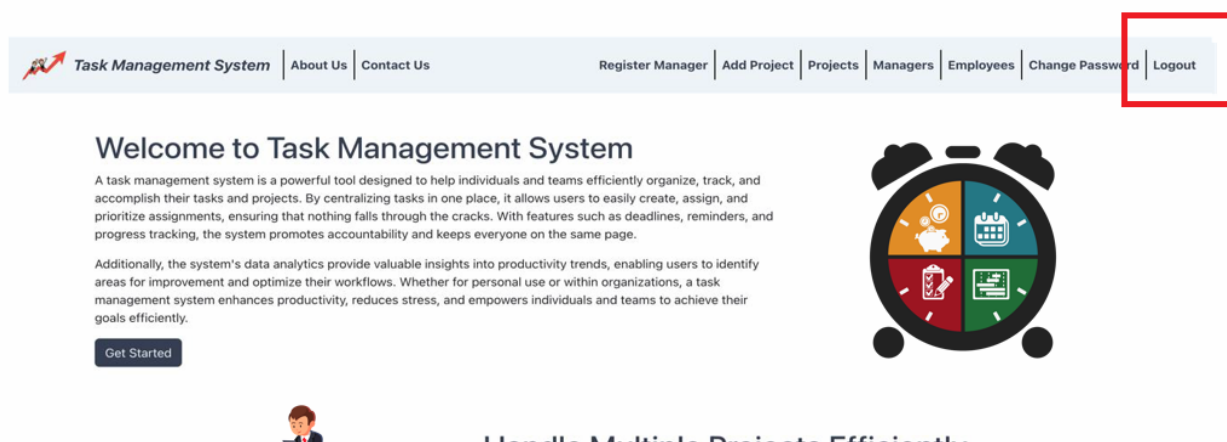 Task Management System About Us Contact Us Register Manager Add Project Projects Managers Employees Change Password Logout
Welcome to Task Management System
A task management system is a powerful tool designed to help individuals and teams efficiently organize, track, and
accomplish their tasks and projects. By centralizing tasks in one place, it allows users to easily create, assign, and
prioritize assignments, ensuring that nothing falls through the cracks. With features such as deadlines, reminders, and
progress tracking, the system promotes accountability and keeps everyone on the same page.
Additionally, the system's data analytics provide valuable insights into productivity trends, enabling users to identify
areas for improvement and optimize their workflows. Whether for personal use or within organizations, a task
management system enhances productivity, reduces stress, and empowers individuals and teams to achieve their
goals efficiently.
Get Started
Handle Multiple Projects Efficiently